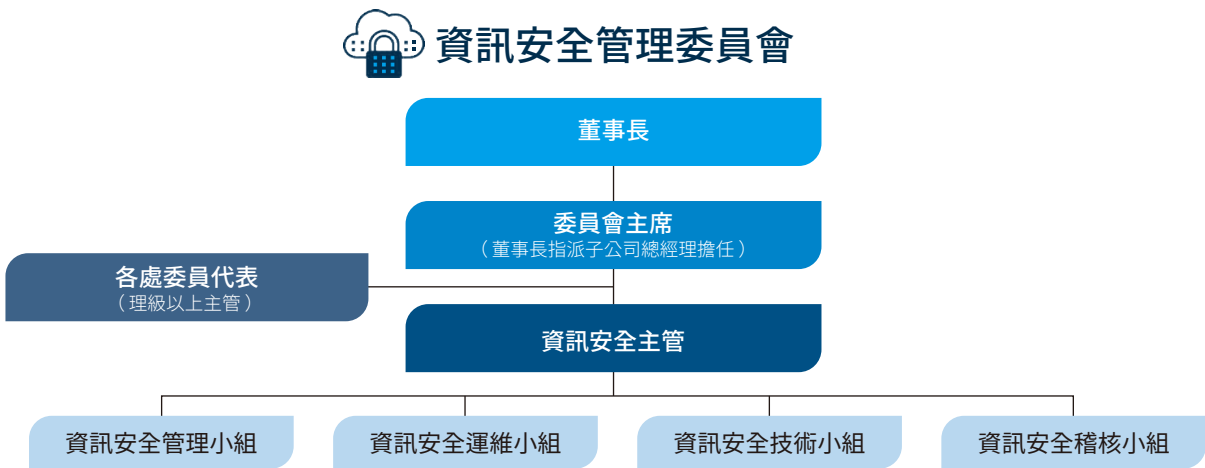 資訊安全管理委員會
董事長
委員會主席
（董事長指派子公司總經理擔任）
各處委員代表
（理級以上主管）
資訊安全主管
資訊安全管理小組
資訊安全運維小組
資訊安全技術小組
資訊安全稽核小組